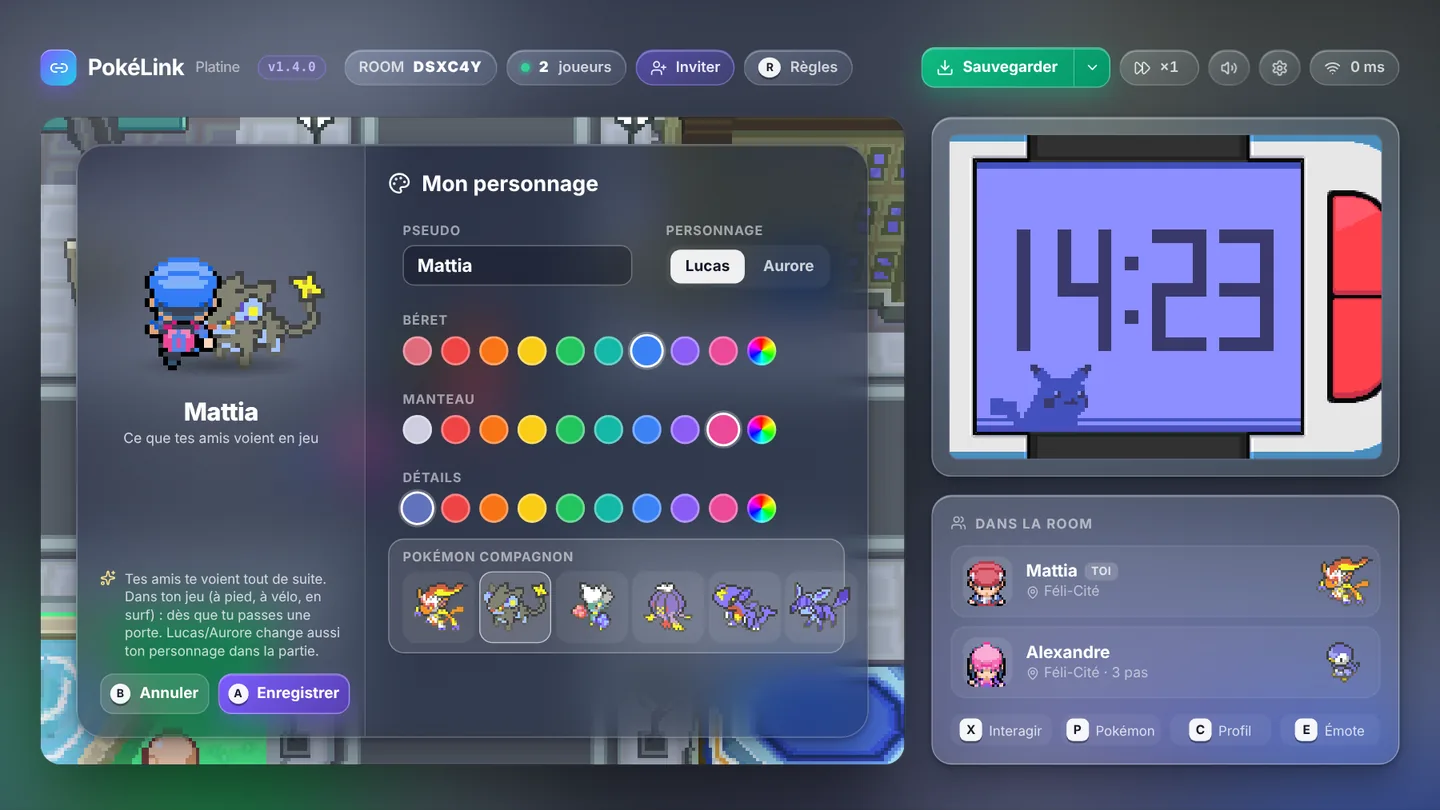 PokéLink Platine v1.4.0 ROOM DSXC4Y 2 joueurs Inviter R Règles Sauvegarder ×1 0 ms
Mon personnage
PSEUDO
PERSONNAGE
Mattia
Lucas
Aurore
BÉRET
MANTEAU
DÉTAILS
POKÉMON COMPAGNON
Mattia
Ce que tes amis voient en jeu
Tes amis te voient tout de suite.
Dans ton jeu (à pied, à vélo, en
surf) : dès que tu passes une
porte. Lucas/Aurore change aussi
ton personnage dans la partie.
B Annuler
A Enregistrer
14:23
DANS LA ROOM
Mattia TOI
Féli-Cité
Alexandre
Féli-Cité · 3 pas
X Interagir
P Pokémon
C Profil
E Émote